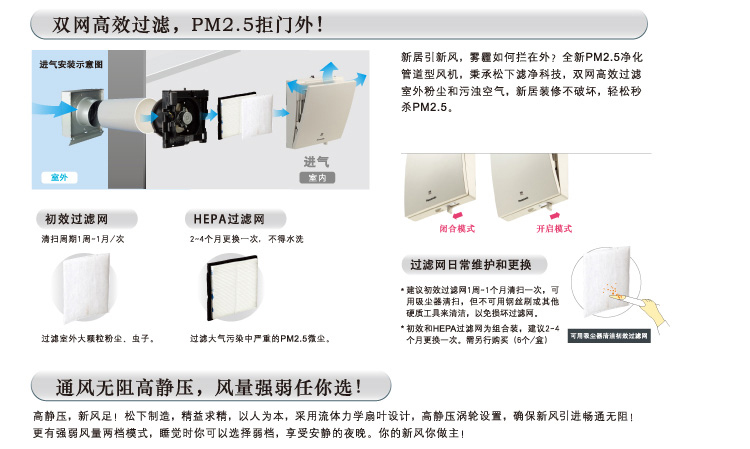 双网高效过滤，PM2.5拒门外！
进气安装示意图
室外
进气
室内
新居引新风，雾霾如何拦在外？全新PM2.5净化
管道型风机，秉承松下滤净科技，双网高效过滤
室外粉尘和污浊空气，新居装修不破坏，轻松秒
杀PM2.5。
Panasonic
闭合模式
开启模式
初效过滤网
清扫周期1周-1月/次
过滤室外大颗粒粉尘、虫子。
HEPA过滤网
2-4个月更换一次，不得水洗
过滤大气污染中严重的PM2.5微尘。
过滤网日常维护和更换
*建议初效过滤网1周-1个月清扫一次，可
用吸尘器清扫，但不可用钢丝刷或其他
硬质工具来清洁，以免损坏过滤网。
*初效和HEPA过滤网为组合装，建议2-4
个月更换一次。需另行购买（6个/盒）
可用吸尘器清洁初效过滤网
通风无阻高静压，风量强弱任你选！
高静压，新风足！松下制造，精益求精，以人为本，采用流体力学扇叶设计，高静压涡轮设置，确保新风引进畅通无阻！
更有强弱风量两档模式，睡觉时你可以选择弱档，享受安静的夜晚。你的新风你做主！